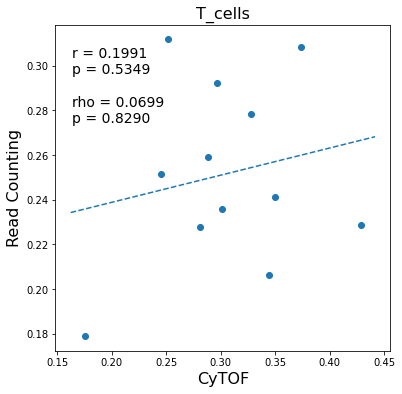 T_cells
r = 0.1991
p = 0.5349
rho = 0.0699
p = 0.8290
Read Counting
0.30
0.28
0.26
0.24
0.22
0.20
0.18
0.15 0.20 0.25 0.30 0.35 0.40 0.45
CyTOF